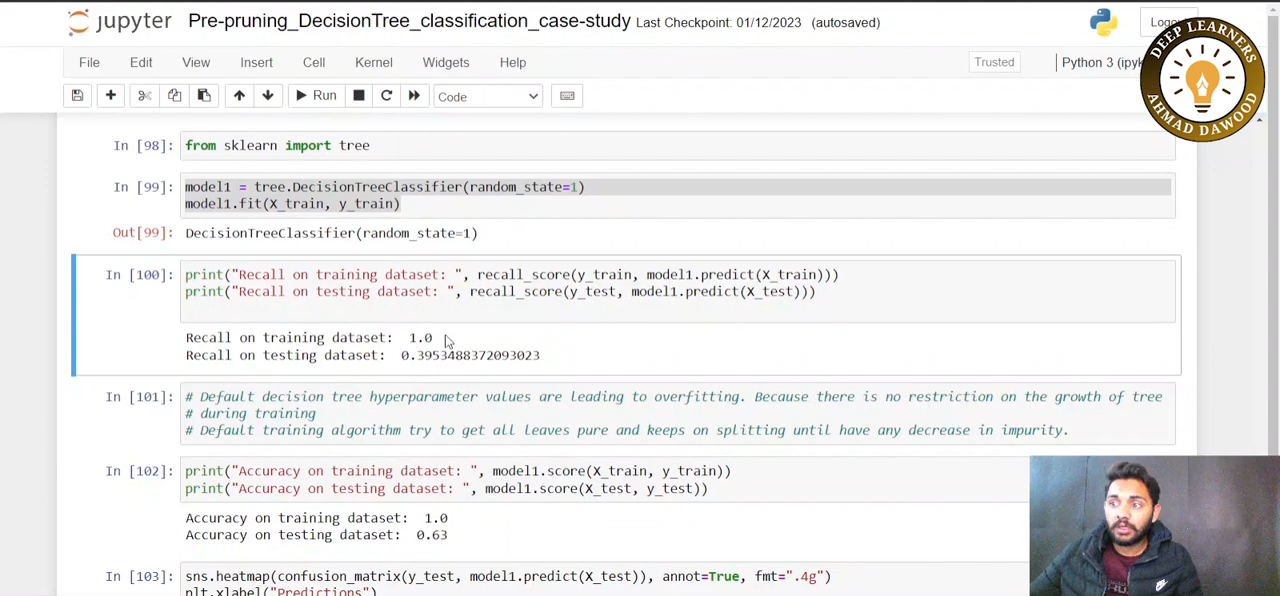 jupyter Pre-pruning_DecisionTree_classification_case-study Last Checkpoint: 01/12/2023 (autosaved)
DEEP LEARNERS
AHMAD DAWOOD
File Edit View Insert Cell Kernel Widgets Help Trusted Python 3
Run Code
In [98]: from sklearn import tree
In [99]: model1 = tree.DecisionTreeClassifier(random_state=1)
model1.fit(X_train, y_train)
Out[99]: DecisionTreeClassifier(random_state=1)
In [100]: print("Recall on training dataset: ", recall_score(y_train, model1.predict(X_train)))
print("Recall on testing dataset: ", recall_score(y_test, model1.predict(X_test)))
Recall on training dataset:  1.0
Recall on testing dataset:  0.3953488372093023
In [101]: # Default decision tree hyperparameter values are leading to overfitting. Because there is no restriction on the growth of tree
# during training
# Default training algorithm try to get all leaves pure and keeps on splitting until have any decrease in impurity.
In [102]: print("Accuracy on training dataset: ", model1.score(X_train, y_train))
print("Accuracy on testing dataset: ", model1.score(X_test, y_test))
Accuracy on training dataset:  1.0
Accuracy on testing dataset:  0.63
In [103]: sns.heatmap(confusion_matrix(y_test, model1.predict(X_test)), annot=True, fmt=".4g")
plt.xlabel("Predictions")